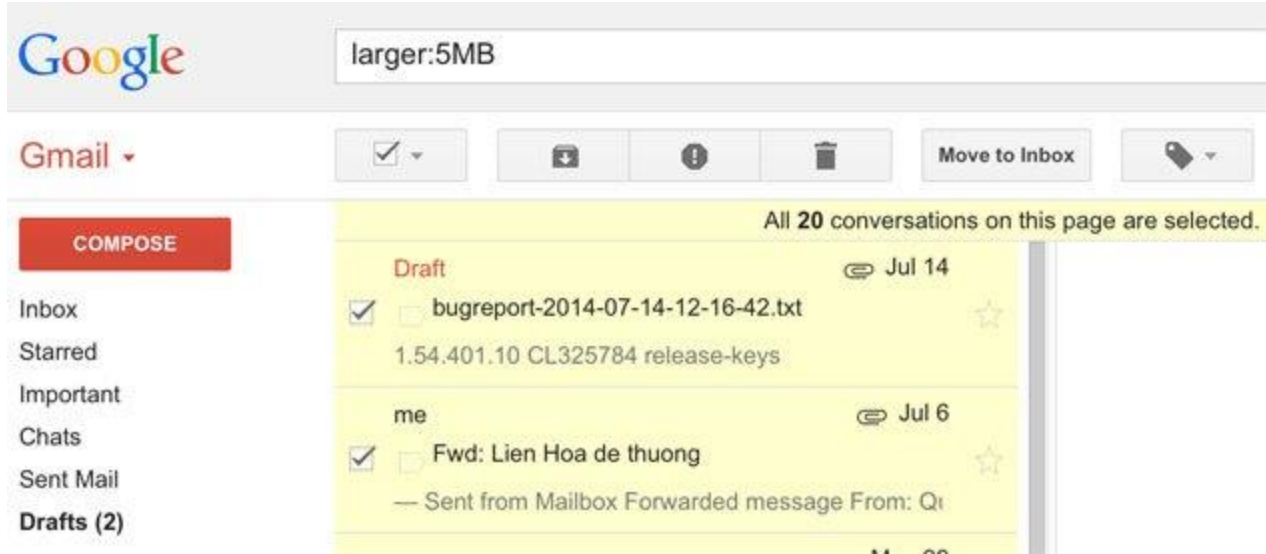 Google
larger:5MB
Gmail
Move to Inbox
All 20 conversations on this page are selected.
COMPOSE
Inbox
Starred
Important
Chats
Sent Mail
Drafts (2)
Draft
Jul 14
bugreport-2014-07-14-12-16-42.txt
1.54.401.10 CL325784 release-keys
me
Jul 6
Fwd: Lien Hoa de thuong
— Sent from Mailbox Forwarded message From: